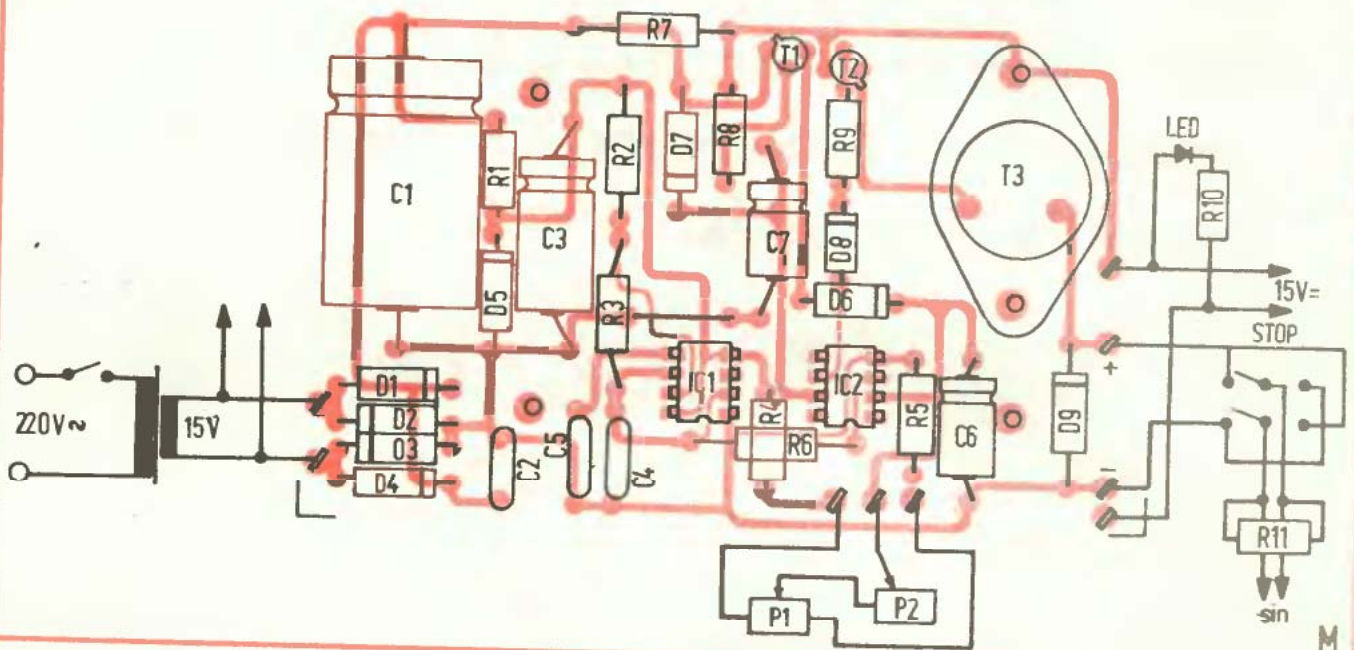 R7
T1
T2
LED
C1
R1
R2
D7
R8
R9
T3
R10
C3
C7
D8
D5
R3
D6
15V=
STOP
220V~
15V
D1
D2
D3
D4
IC1
IC2
R4
R5
R6
C6
D9
+
-
C2
C5
C4
P1
P2
R11
-sin
M